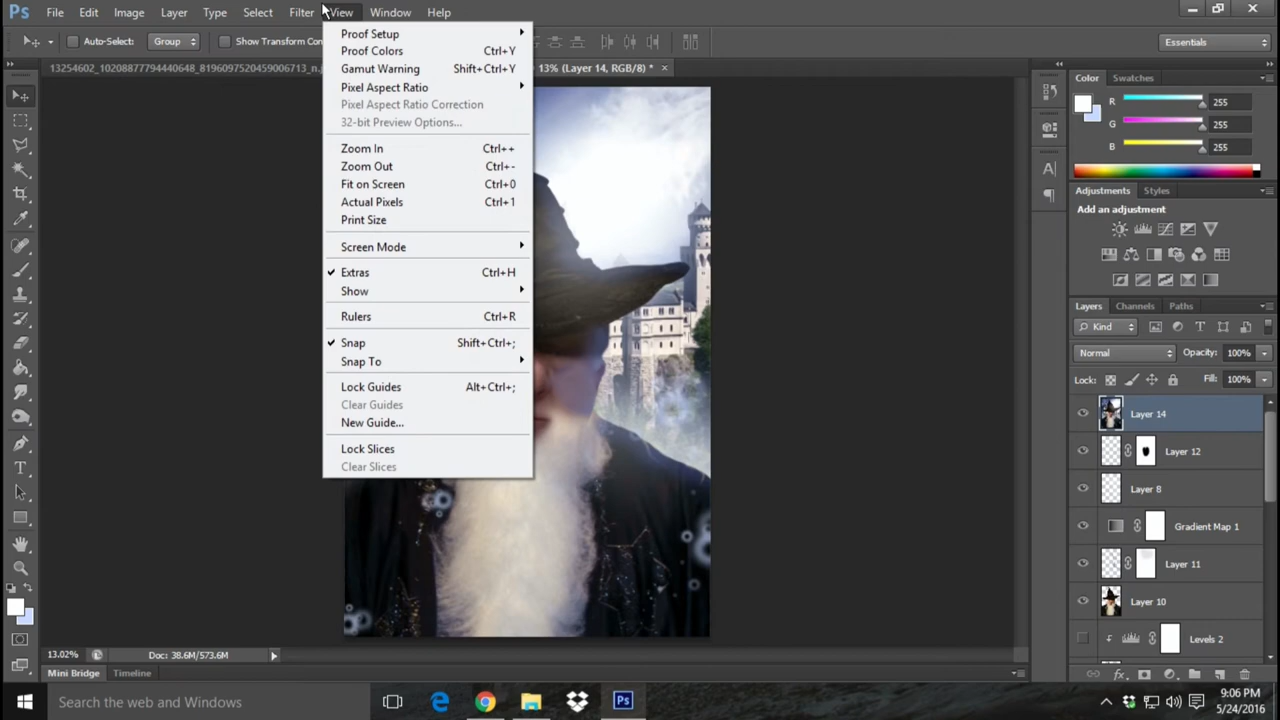 Ps File Edit Image Layer Type Select Filter View Window Help
Auto-Select: Group Show Transform Con Essentials
13254602_10208877794440648_8196097520459006713_n.j 13% (Layer 14, RGB/8) * ×
Proof Setup
Proof Colors Ctrl+Y
Gamut Warning Shift+Ctrl+Y
Pixel Aspect Ratio
Pixel Aspect Ratio Correction
32-bit Preview Options...
Zoom In Ctrl++
Zoom Out Ctrl+-
Fit on Screen Ctrl+0
Actual Pixels Ctrl+1
Print Size
Screen Mode
Extras Ctrl+H
Show
Rulers Ctrl+R
Snap Shift+Ctrl+;
Snap To
Lock Guides Alt+Ctrl+;
Clear Guides
New Guide...
Lock Slices
Clear Slices
Color Swatches
R 255
G 255
B 255
Adjustments Styles
Add an adjustment
Layers Channels Paths
Kind
Normal Opacity: 100%
Lock: Fill: 100%
Layer 14
Layer 12
Layer 8
Gradient Map 1
Layer 11
Layer 10
Levels 2
fx
13.02% Doc: 38.6M/573.6M
Mini Bridge Timeline
Search the web and Windows
Ps
9:06 PM
5/24/2016